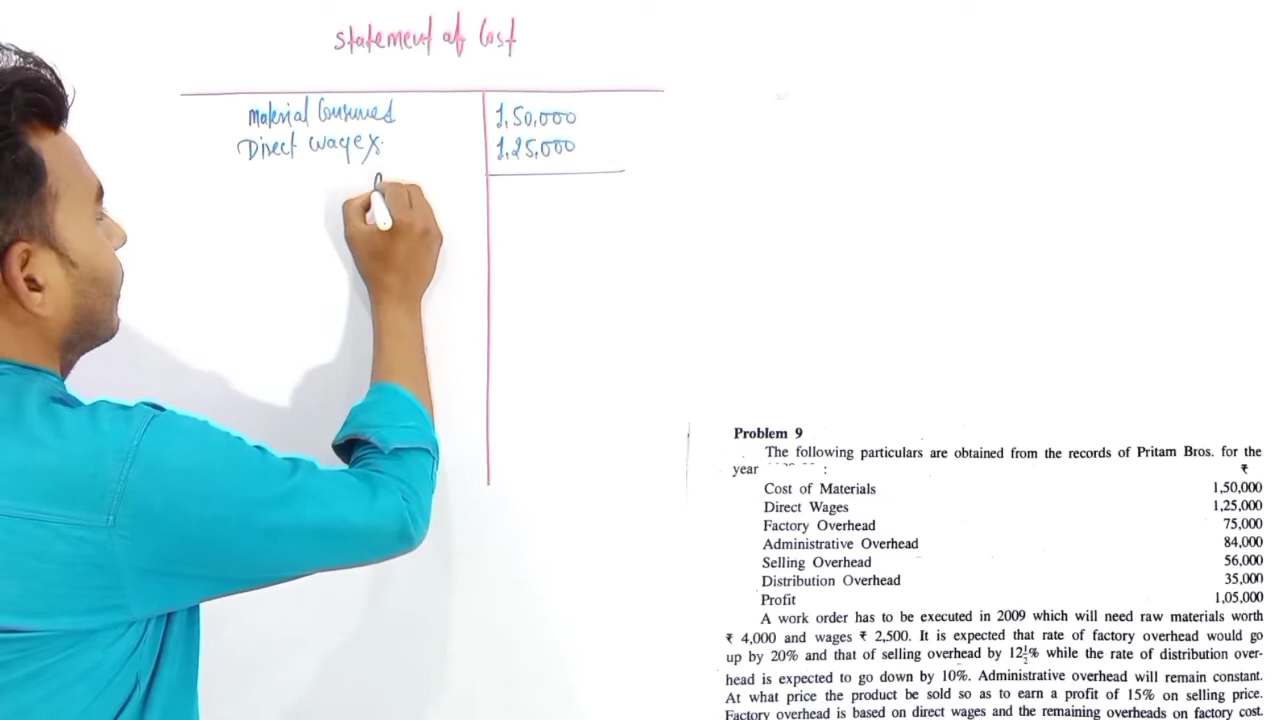 Statement of Cost
Material Consumed 1,50,000
Direct wages. 1,25,000
Problem 9
The following particulars are obtained from the records of Pritam Bros. for the
year :
₹
Cost of Materials 1,50,000
Direct Wages 1,25,000
Factory Overhead 75,000
Administrative Overhead 84,000
Selling Overhead 56,000
Distribution Overhead 35,000
Profit 1,05,000
A work order has to be executed in 2009 which will need raw materials worth
₹ 4,000 and wages ₹ 2,500. It is expected that rate of factory overhead would go
up by 20% and that of selling overhead by 12½% while the rate of distribution over-
head is expected to go down by 10%. Administrative overhead will remain constant.
At what price the product be sold so as to earn a profit of 15% on selling price.
Factory overhead is based on direct wages and the remaining overheads on factory cost.